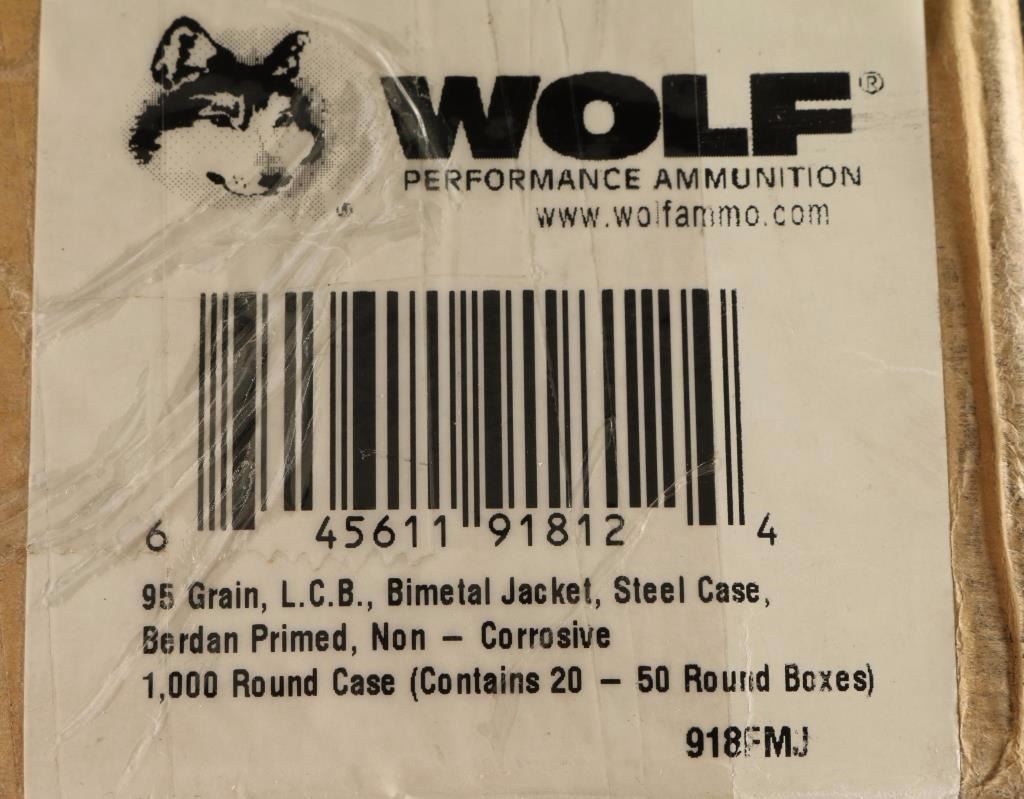 WOLF®
PERFORMANCE AMMUNITION
www.wolfammo.com
®
6 45611 91812 4
95 Grain, L.C.B., Bimetal Jacket, Steel Case,
Berdan Primed, Non – Corrosive
1,000 Round Case (Contains 20 – 50 Round Boxes)
918FMJ